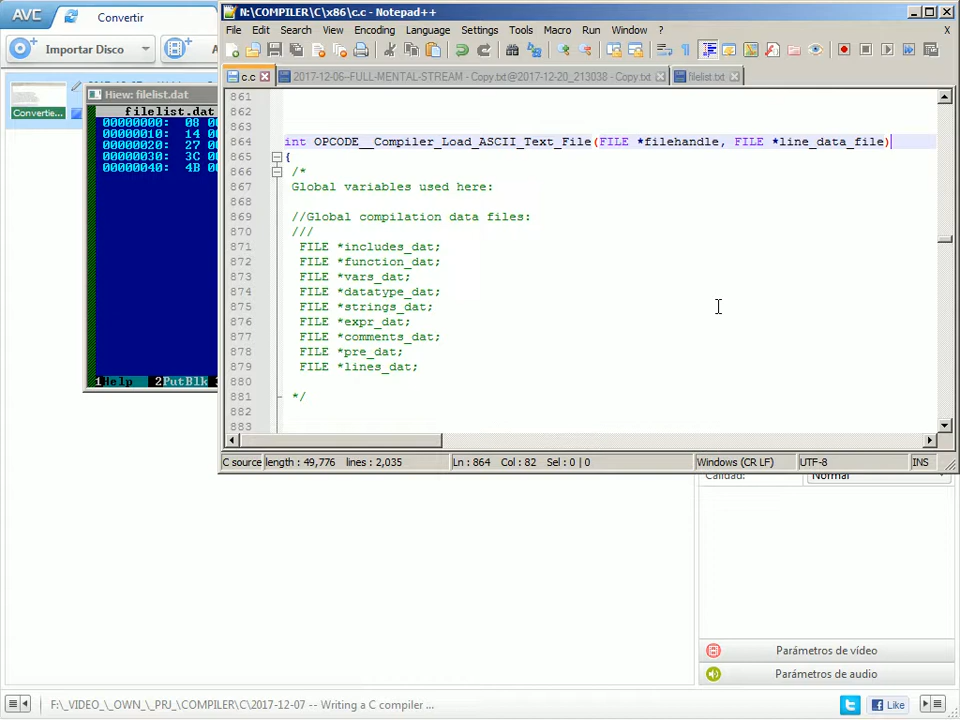 AVC Convertir
N:\COMPILER\C\x86\c.c - Notepad++
File Edit Search View Encoding Language Settings Tools Macro Run Window ? X
Importar Disco
c.c 2017-12-06--FULL-MENTAL-STREAM - Copy.txt@2017-12-20_213038 - Copy.txt filelist.txt
Convertie...
Hiew: filelist.dat
filelist.dat
00000000: 08 00
00000010: 14 00
00000020: 27 00
00000030: 3C 00
00000040: 4B 00
1Help 2PutBlk
861
862
863
864 int OPCODE__Compiler_Load_ASCII_Text_File(FILE *filehandle, FILE *line_data_file)
865 {
866 /*
867 Global variables used here:
868
869 //Global compilation data files:
870 ///
871 FILE *includes_dat;
872 FILE *function_dat;
873 FILE *vars_dat;
874 FILE *datatype_dat;
875 FILE *strings_dat;
876 FILE *expr_dat;
877 FILE *comments_dat;
878 FILE *pre_dat;
879 FILE *lines_dat;
880
881 */
882
883
C source length : 49,776 lines : 2,035 Ln : 864 Col : 82 Sel : 0 | 0 Windows (CR LF) UTF-8 INS
Calidad: Normal
Parámetros de vídeo
Parámetros de audio
F:\_VIDEO_\_OWN_\_PRJ_\COMPILER\C\2017-12-07 -- Writing a C compiler ... Like